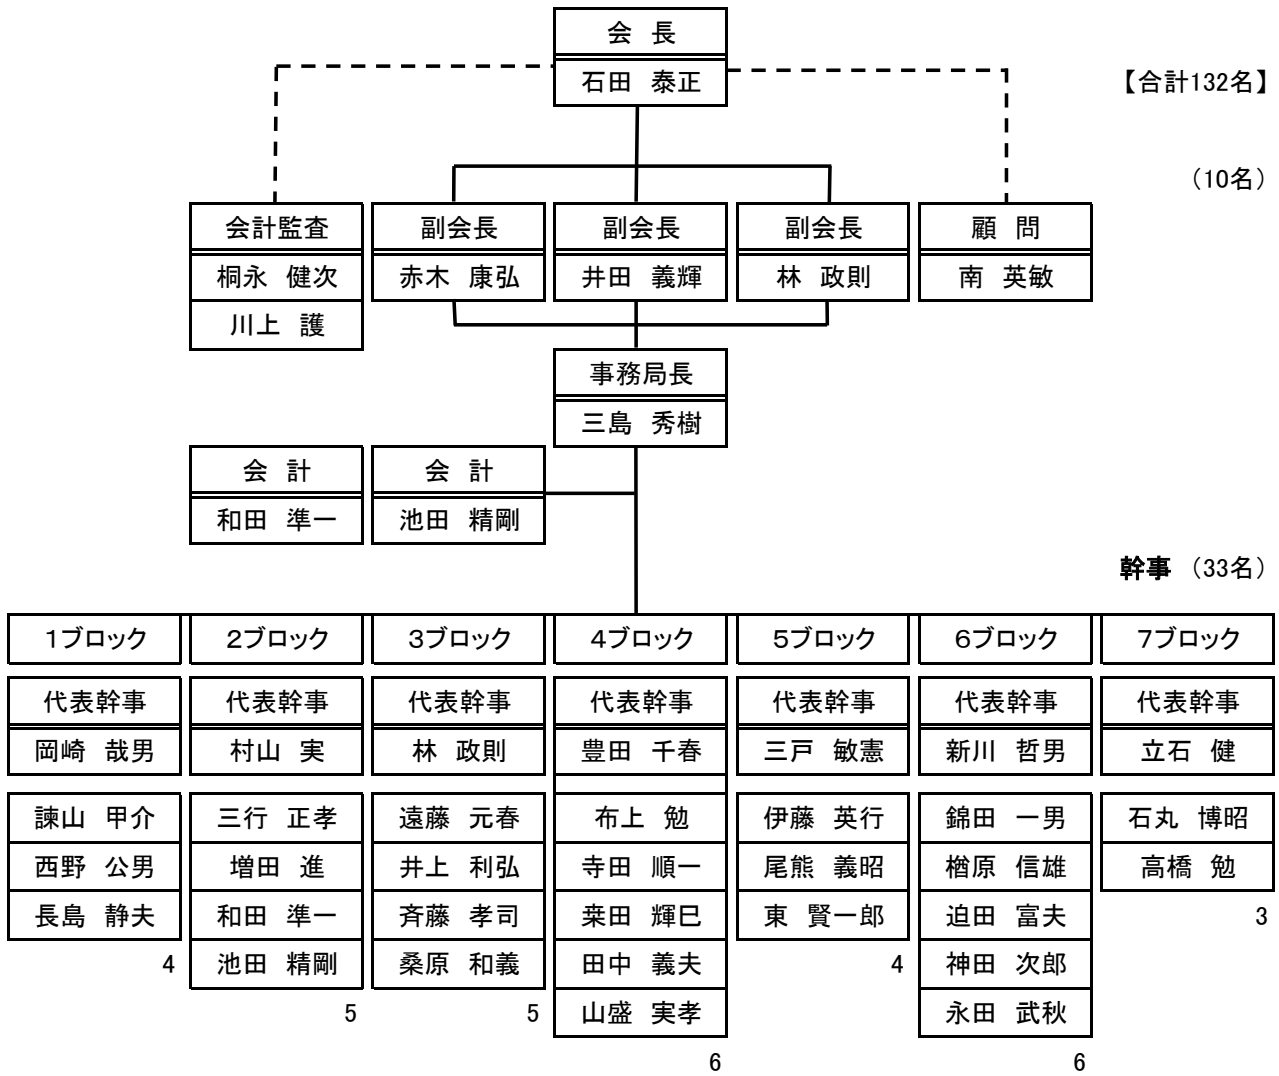 会 長
石田 泰正
【合計132名】
（10名）
会計監査 副会長 副会長 副会長 顧 問
桐永 健次 赤木 康弘 井田 義輝 林 政則 南 英敏
川上 護
事務局長
三島 秀樹
会 計 会 計
和田 準一 池田 精剛
幹事 （33名）
1ブロック 2ブロック 3ブロック 4ブロック 5ブロック 6ブロック 7ブロック
代表幹事 代表幹事 代表幹事 代表幹事 代表幹事 代表幹事 代表幹事
岡崎 哉男 村山 実 林 政則 豊田 千春 三戸 敏憲 新川 哲男 立石 健
諫山 甲介 三行 正孝 遠藤 元春 布上 勉 伊藤 英行 錦田 一男 石丸 博昭
西野 公男 増田 進 井上 利弘 寺田 順一 尾熊 義昭 楢原 信雄 高橋 勉
長島 静夫 和田 準一 斉藤 孝司 桒田 輝巳 東 賢一郎 迫田 富夫 3
4 池田 精剛 桑原 和義 田中 義夫 4 神田 次郎
5 5 山盛 実孝 永田 武秋
6 6